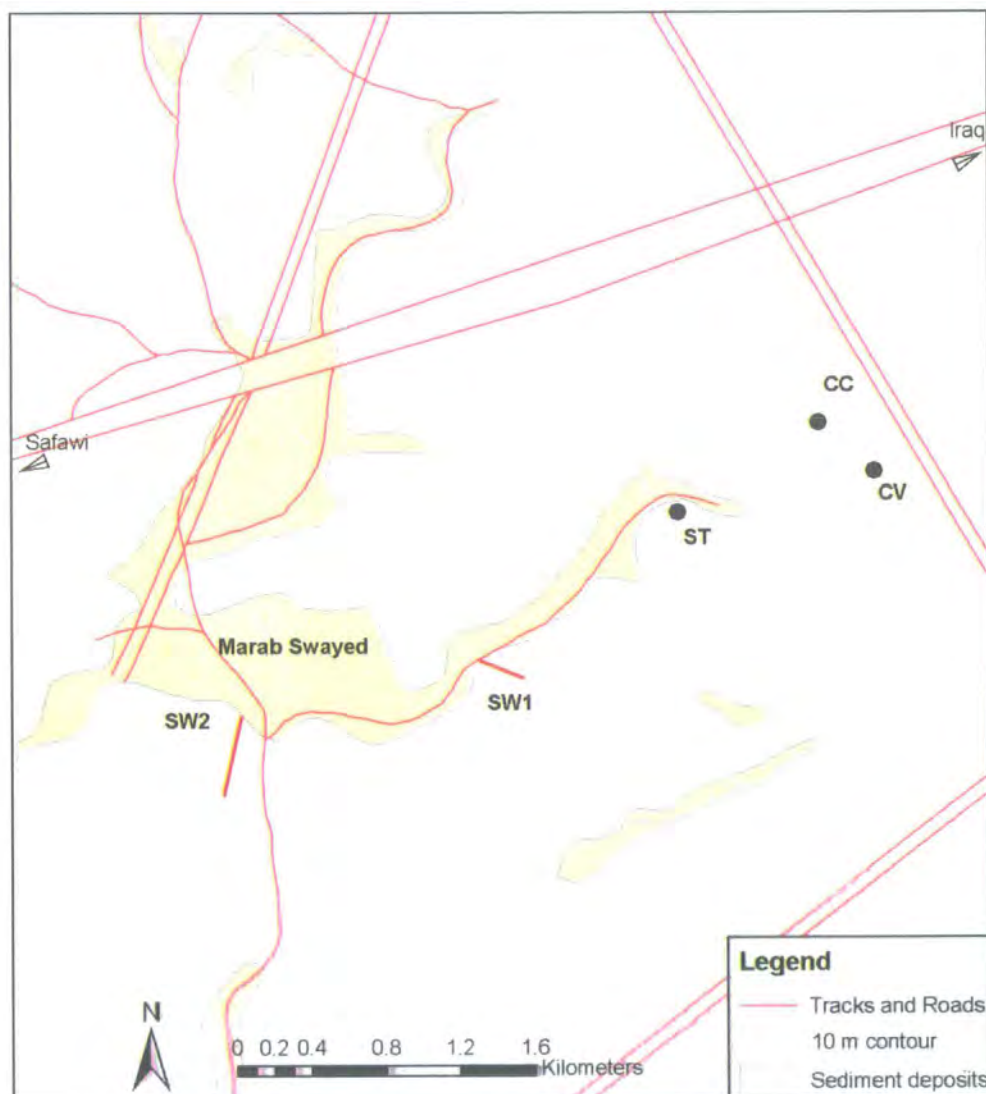 Iraq
CC
Safawi
CV
ST
Marab Swayed
SW1
SW2
Legend
Tracks and Roads
10 m contour
Sediment deposits
N
0 0.2 0.4 0.8 1.2 1.6
Kilometers